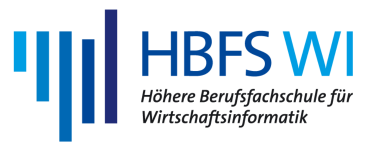 HBFS WI
Höhere Berufsfachschule für
Wirtschaftsinformatik